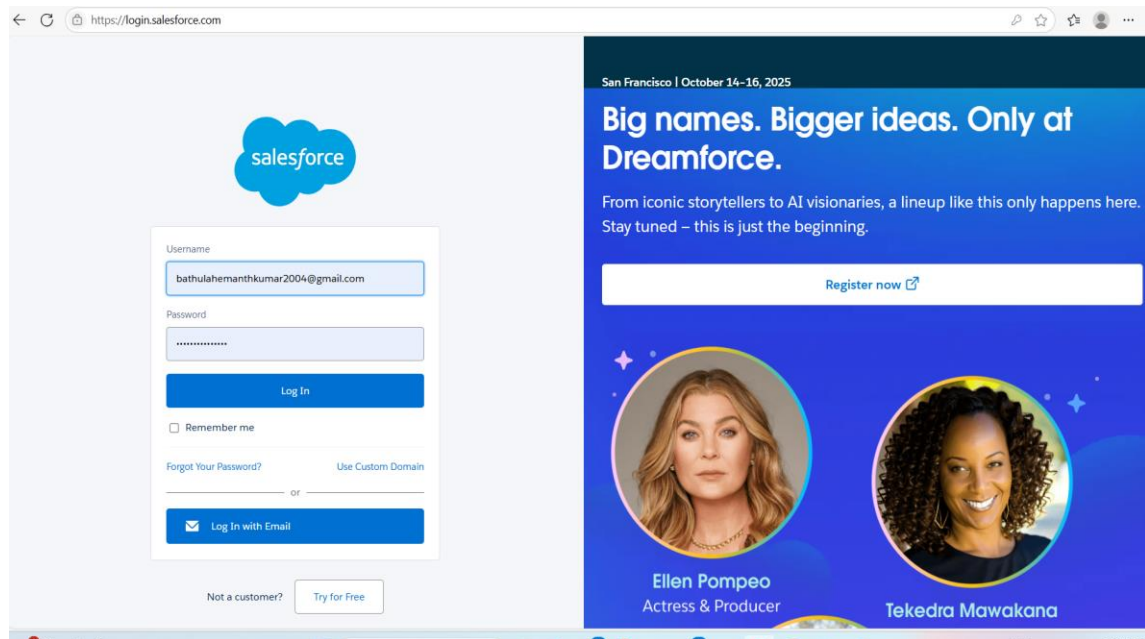 https://login.salesforce.com
salesforce
Username
bathulahemanthkumar2004@gmail.com
Password
Log In
Remember me
Forgot Your Password?
Use Custom Domain
or
Log In with Email
Not a customer?
Try for Free
San Francisco | October 14–16, 2025
Big names. Bigger ideas. Only at
Dreamforce.
From iconic storytellers to AI visionaries, a lineup like this only happens here.
Stay tuned – this is just the beginning.
Register now
Ellen Pompeo
Actress & Producer
Tekedra Mawakana